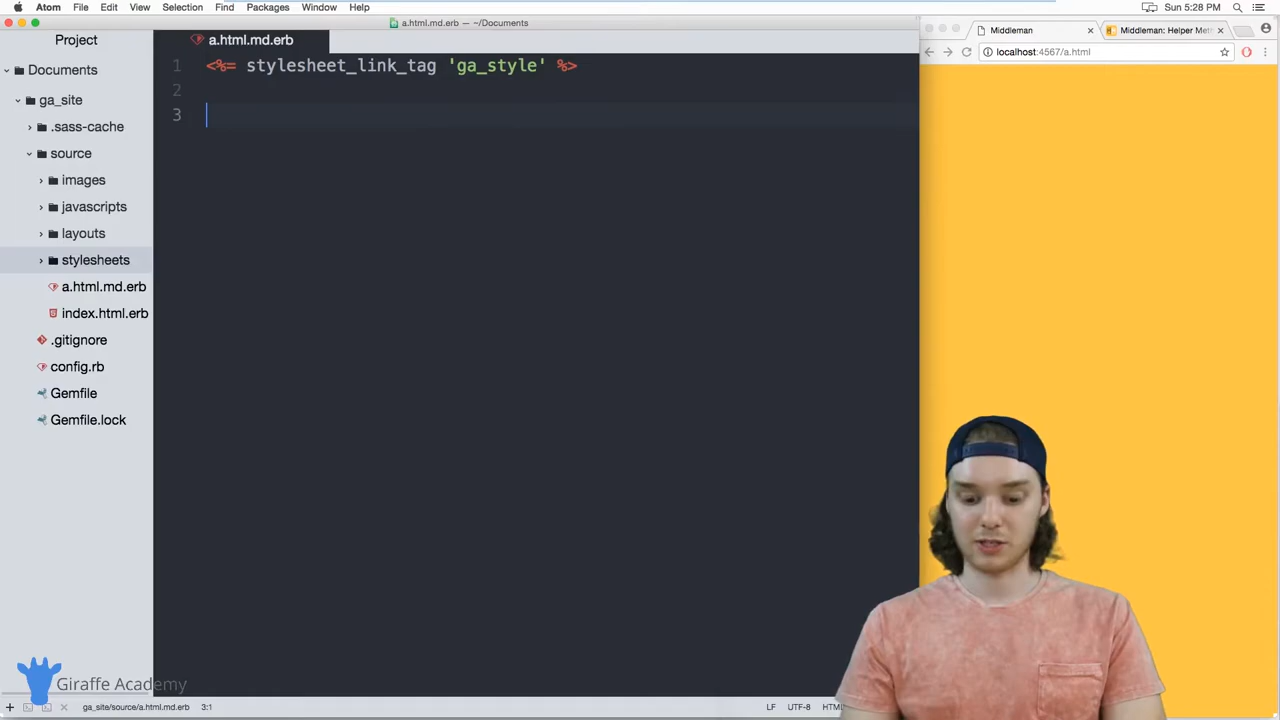 Atom File Edit View Selection Find Packages Window Help Sun 5:28 PM
a.html.md.erb — ~/Documents
Project
a.html.md.erb
Middleman
Middleman: Helper Met
localhost:4567/a.html
Documents
ga_site
.sass-cache
source
images
javascripts
layouts
stylesheets
a.html.md.erb
index.html.erb
.gitignore
config.rb
Gemfile
Gemfile.lock
1 <%= stylesheet_link_tag 'ga_style' %>
2
3
Giraffe Academy
ga_site/source/a.html.md.erb 3:1 LF UTF-8 HTML